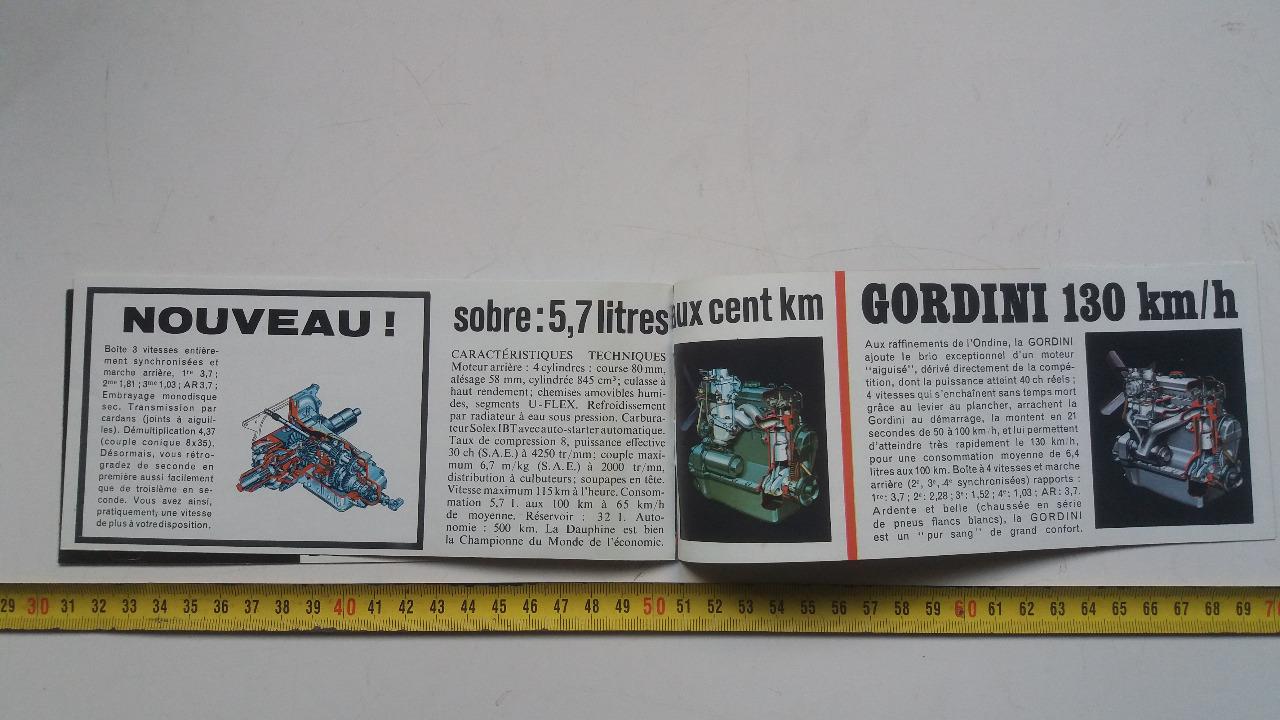 NOUVEAU !
Boîte 3 vitesses entière-
ment synchronisées et
marche arrière, 1re 3,7 ;
2me 1,81 ; 3me 1,03 ; AR 3,7 ;
Embrayage monodisque
sec. Transmission par
cardans (joints à aiguil-
les). Démultiplication 4,37
(couple conique 8x35).
Désormais, vous rétro-
gradez de seconde en
première aussi facilement
que de troisième en se-
conde. Vous avez ainsi,
pratiquement, une vitesse
de plus à votre disposition.
sobre : 5,7 litres aux cent km
CARACTÉRISTIQUES TECHNIQUES
Moteur arrière : 4 cylindres : course 80 mm,
alésage 58 mm, cylindrée 845 cm³; culasse à
haut rendement ; chemises amovibles humi-
des, segments U-FLEX. Refroidissement
par radiateur à eau sous pression. Carbura-
teur Solex IBT avec auto-starter automatique.
Taux de compression 8, puissance effective
30 ch (S.A.E.) à 4250 tr/mm; couple maxi-
mum 6,7 m/kg (S.A.E.) à 2000 tr/mn,
distribution à culbuteurs ; soupapes en tête.
Vitesse maximum 115 km à l'heure. Consom-
mation 5,7 l. aux 100 km à 65 km/h
de moyenne. Réservoir : 32 l. Auto-
nomie : 500 km. La Dauphine est bien
la Championne du Monde de l'économie.
GORDINI 130 km/h
Aux raffinements de l'Ondine, la GORDINI
ajoute le brio exceptionnel d'un moteur
"aiguisé", dérivé directement de la compé-
tition, dont la puissance atteint 40 ch réels ;
4 vitesses qui s'enchaînent sans temps mort
grâce au levier au plancher, arrachent la
Gordini au démarrage, la montent en 21
secondes de 50 à 100 km/h, et lui permettent
d'atteindre très rapidement le 130 km/h,
pour une consommation moyenne de 6,4
litres aux 100 km. Boîte à 4 vitesses et marche
arrière (2e, 3e, 4e synchronisées) rapports :
1re: 3,7 ; 2e: 2,28 ; 3e: 1,52 ; 4e: 1,03 ; AR : 3,7.
Ardente et belle (chaussée en série
de pneus flancs blancs), la GORDINI
est un "pur sang" de grand confort.
29 30 31 32 33 34 35 36 37 38 39 40 41 42 43 44 45 46 47 48 49 50 51 52 53 54 55 56 57 58 59 60 61 62 63 64 65 66 67 68 69